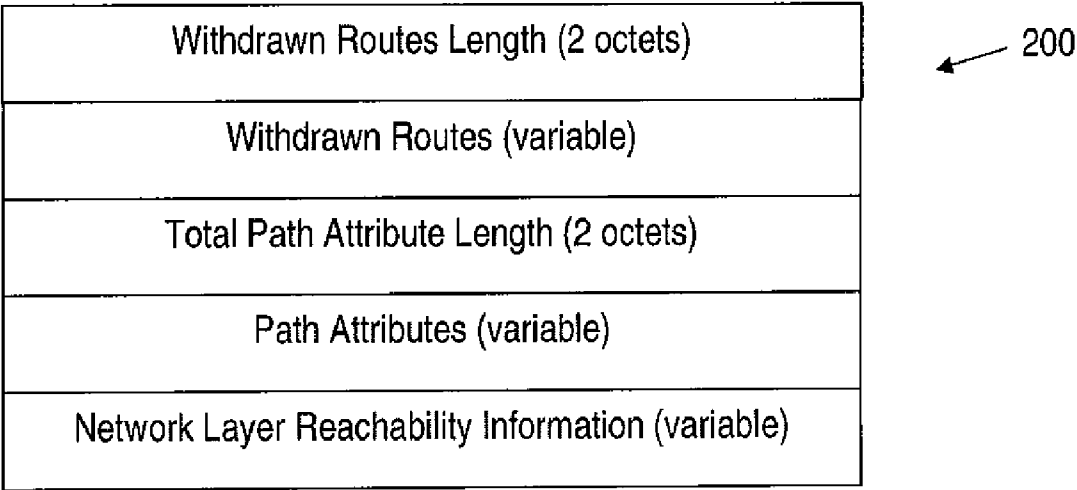 Withdrawn Routes Length (2 octets)
200
Withdrawn Routes (variable)
Total Path Attribute Length (2 octets)
Path Attributes (variable)
Network Layer Reachability Information (variable)